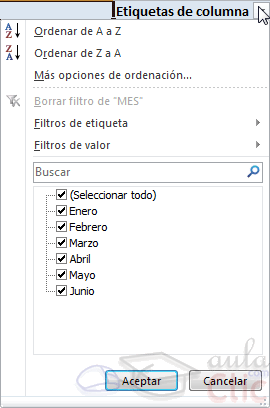 Etiquetas de columna
Ordenar de A a Z
Ordenar de Z a A
Más opciones de ordenación...
Borrar filtro de "MES"
Filtros de etiqueta
Filtros de valor
Buscar
(Seleccionar todo)
Enero
Febrero
Marzo
Abril
Mayo
Junio
aula
Clic
Aceptar
Cancelar